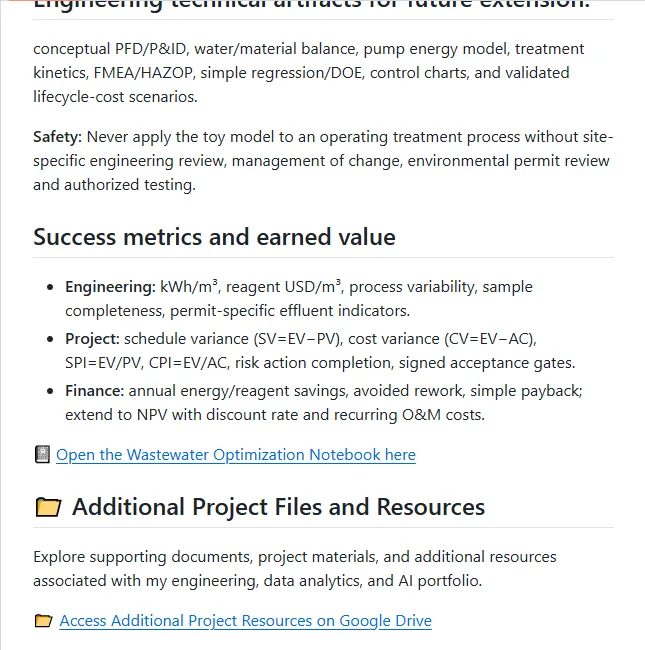 Engineering technical artifacts for future extension:
conceptual PFD/P&ID, water/material balance, pump energy model, treatment
kinetics, FMEA/HAZOP, simple regression/DOE, control charts, and validated
lifecycle-cost scenarios.
Safety: Never apply the toy model to an operating treatment process without site-
specific engineering review, management of change, environmental permit review
and authorized testing.
Success metrics and earned value
• Engineering: kWh/m³, reagent USD/m³, process variability, sample
completeness, permit-specific effluent indicators.
• Project: schedule variance (SV=EV−PV), cost variance (CV=EV−AC),
SPI=EV/PV, CPI=EV/AC, risk action completion, signed acceptance gates.
• Finance: annual energy/reagent savings, avoided rework, simple payback;
extend to NPV with discount rate and recurring O&M costs.
📓 Open the Wastewater Optimization Notebook here
📁 Additional Project Files and Resources
Explore supporting documents, project materials, and additional resources
associated with my engineering, data analytics, and AI portfolio.
📁 Access Additional Project Resources on Google Drive